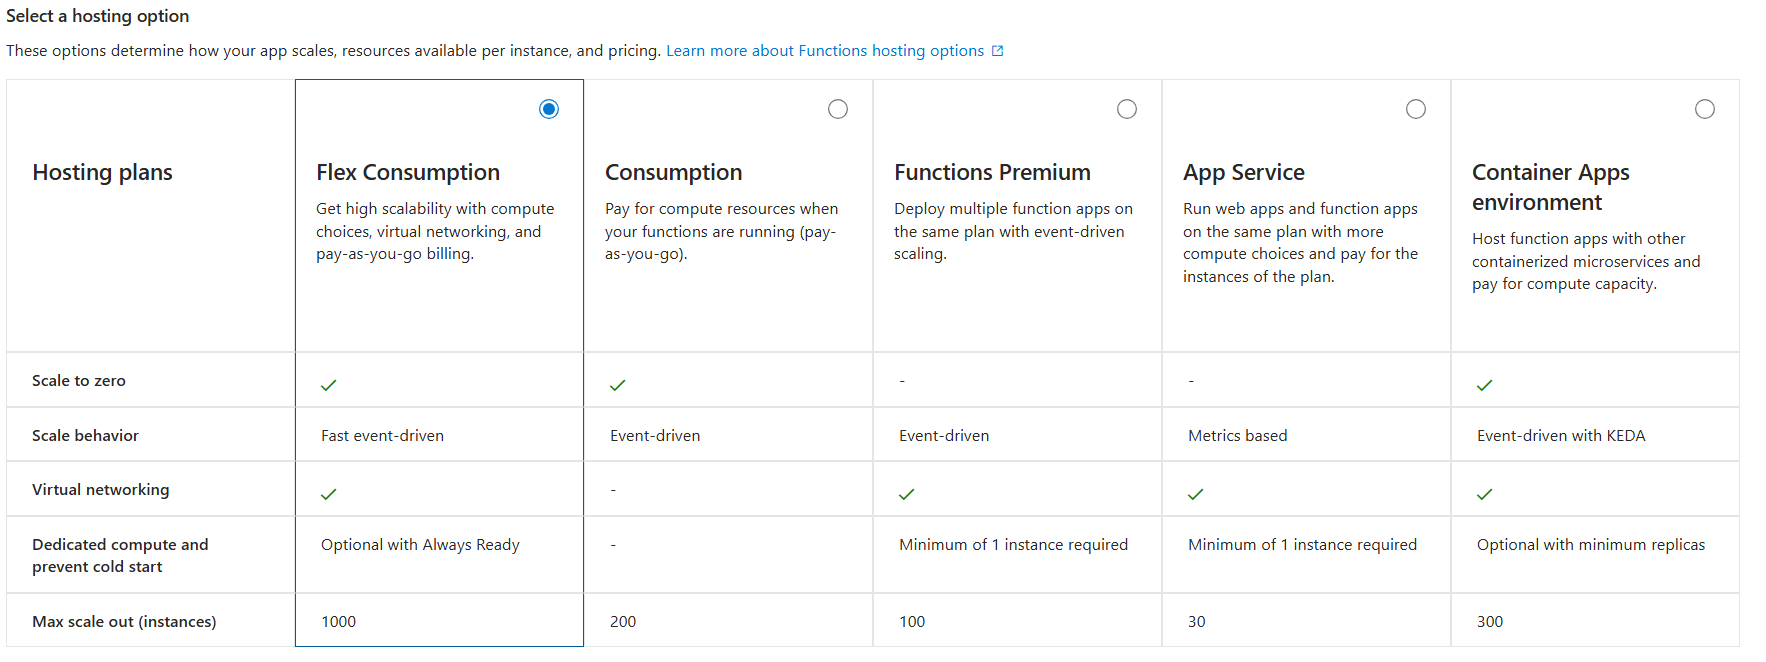 Select a hosting option
These options determine how your app scales, resources available per instance, and pricing. Learn more about Functions hosting options
Hosting plans
Flex Consumption
Get high scalability with compute
choices, virtual networking, and
pay-as-you-go billing.
Consumption
Pay for compute resources when
your functions are running (pay-
as-you-go).
Functions Premium
Deploy multiple function apps on
the same plan with event-driven
scaling.
App Service
Run web apps and function apps
on the same plan with more
compute choices and pay for the
instances of the plan.
Container Apps
environment
Host function apps with other
containerized microservices and
pay for compute capacity.
Scale to zero
- -
Scale behavior Fast event-driven Event-driven Event-driven Metrics based Event-driven with KEDA
Virtual networking -
Dedicated compute and
prevent cold start
Optional with Always Ready - Minimum of 1 instance required Minimum of 1 instance required Optional with minimum replicas
Max scale out (instances) 1000 200 100 30 300